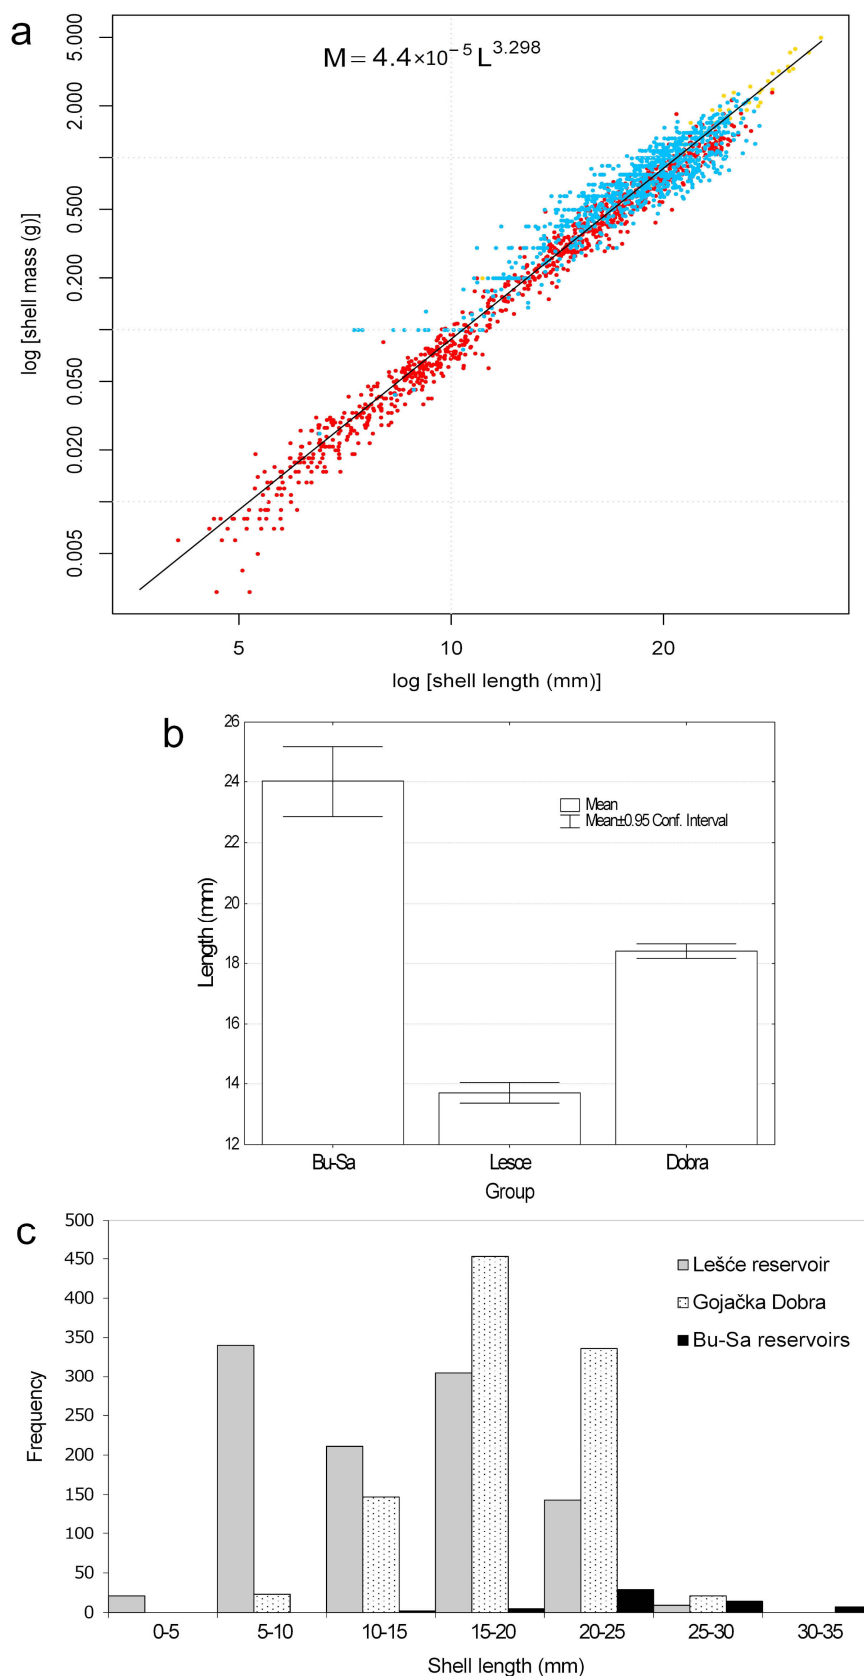 a
M = 4.4×10⁻⁵ L³·²⁹⁸
log [shell mass (g)]
5.000
2.000
0.500
0.200
0.050
0.020
0.005
5
10
20
log [shell length (mm)]
b
Length (mm)
26
24
22
20
18
16
14
12
Mean
Mean±0.95 Conf. Interval
Bu-Sa
Lesce
Dobra
Group
c
Frequency
500
450
400
350
300
250
200
150
100
50
0
Lešće reservoir
Gojačka Dobra
Bu-Sa reservoirs
0-5
5-10
10-15
15-20
20-25
25-30
30-35
Shell length (mm)